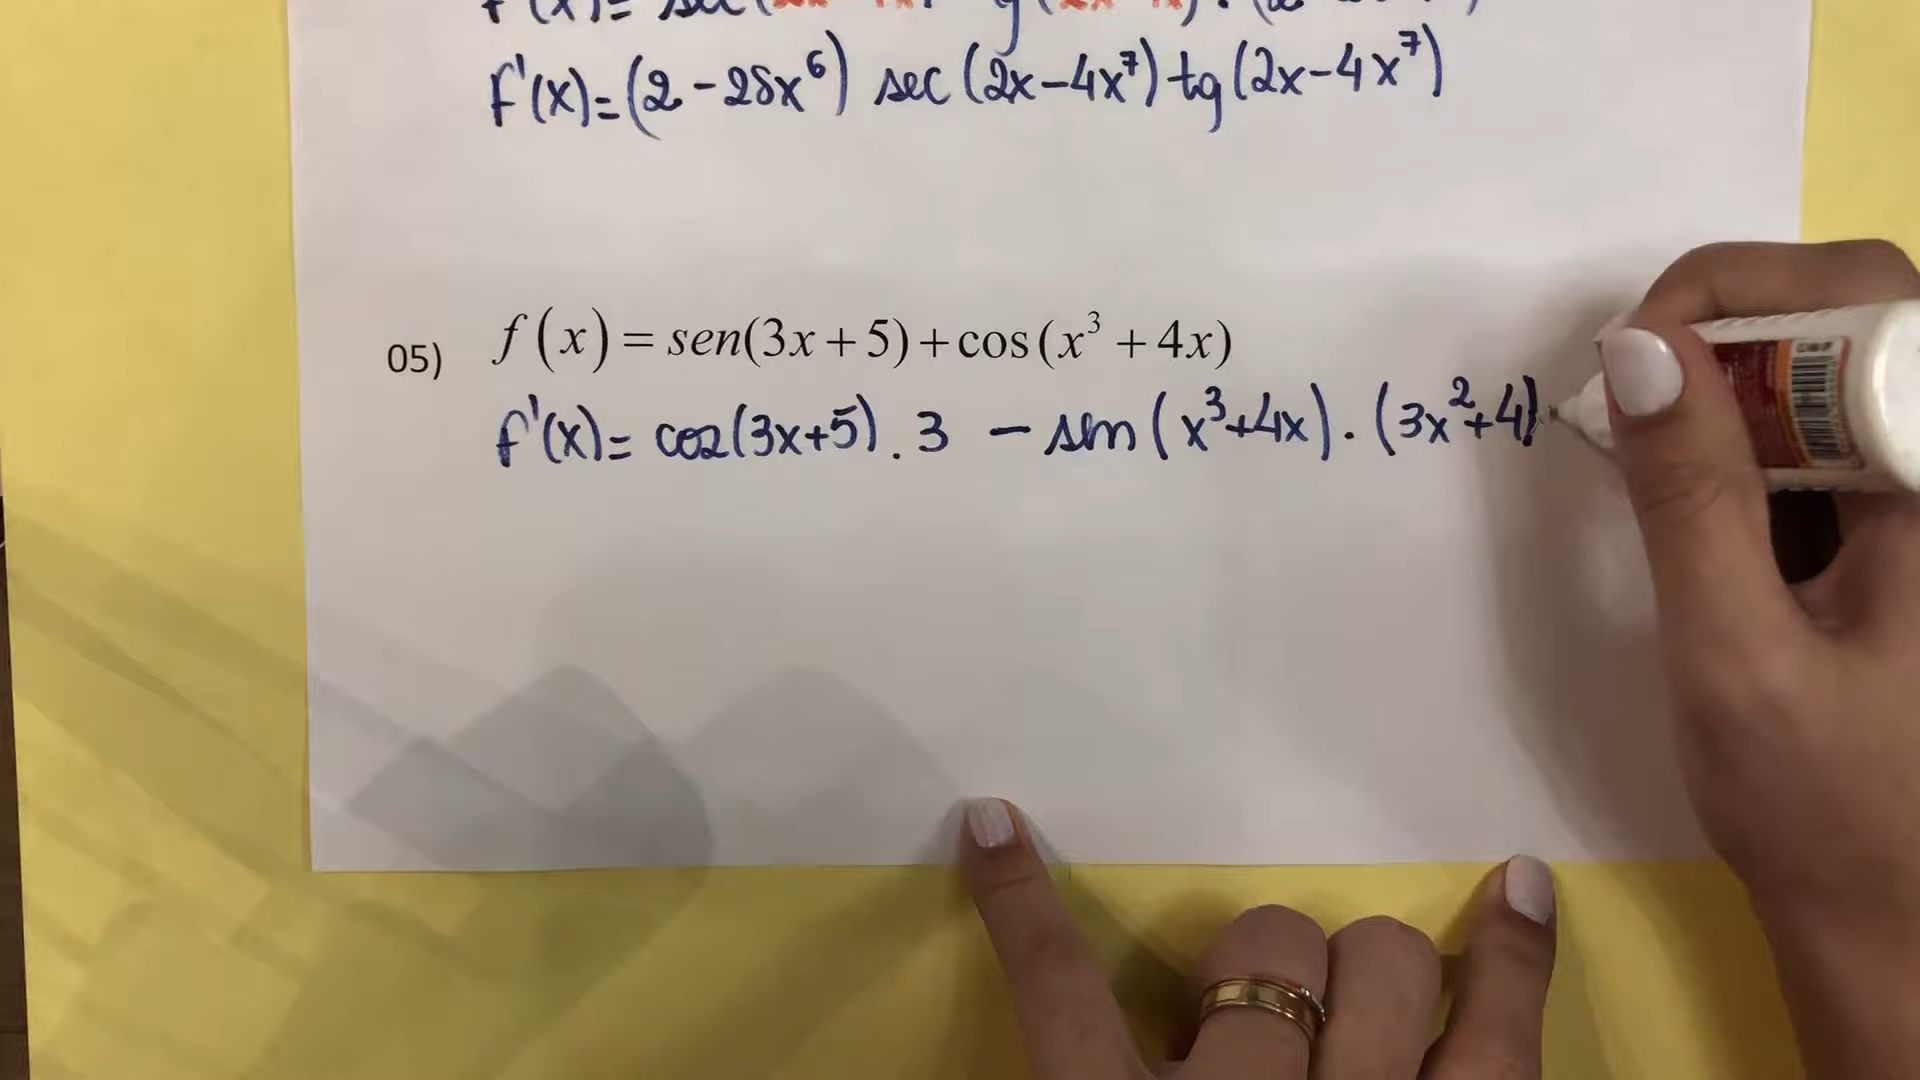 f'(x)= sec(
f'(x)=(2-28x⁶) sec(2x-4x⁷)tg(2x-4x⁷)
05) f(x)=sen(3x+5)+cos(x³+4x)
f'(x)= cos(3x+5).3 - sen(x³+4x).(3x²+4)